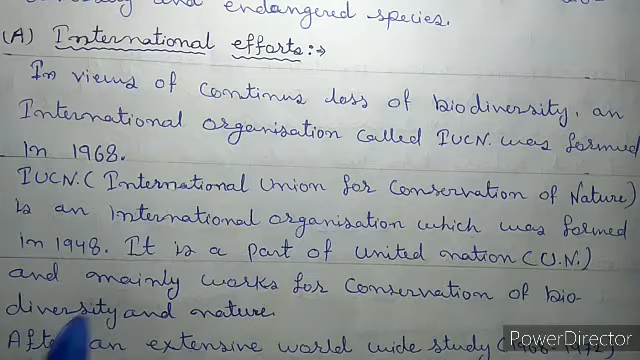 and endangered species.
(A) International efforts:→
In views of continus loss of biodiversity, an
International organisation called IUCN. was formed
In 1968.
IUCN. (International Union for Conservation of Nature)
is an international organisation which was formed
in 1948. It is a part of united nation (U.N.)
and mainly works for Conservation of bio-
diversity and nature.
After an extensive world wide study (1966-1972)
PowerDirector